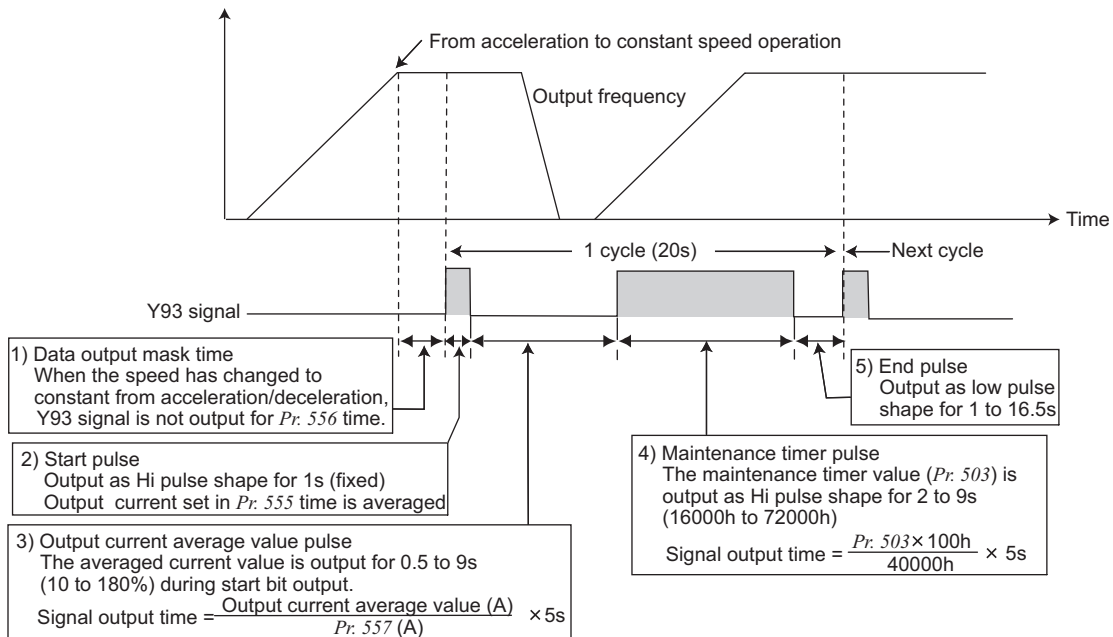 From acceleration to constant speed operation
Output frequency
Time
1 cycle (20s)
Next cycle
Y93 signal
1) Data output mask time
When the speed has changed to
constant from acceleration/deceleration,
Y93 signal is not output for Pr. 556 time.
2) Start pulse
Output as Hi pulse shape for 1s (fixed)
Output current set in Pr. 555 time is averaged
3) Output current average value pulse
The averaged current value is output for 0.5 to 9s
(10 to 180%) during start bit output.
Signal output time = Output current average value (A) / Pr. 557 (A) ×5s
5) End pulse
Output as low pulse
shape for 1 to 16.5s
4) Maintenance timer pulse
The maintenance timer value (Pr. 503) is
output as Hi pulse shape for 2 to 9s
(16000h to 72000h)
Signal output time = Pr. 503×100h / 40000h × 5s